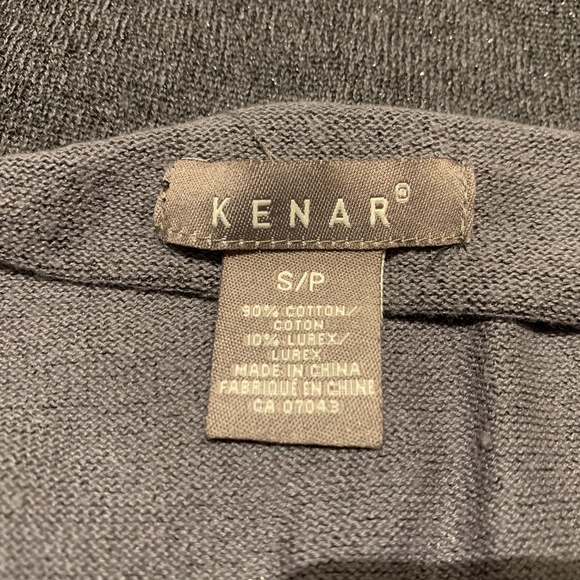 KENAR®
S/P
90% COTTON/
COTON
10% LUREX/
LUREX
MADE IN CHINA
FABRIQUÉ EN CHINE
CA 07043